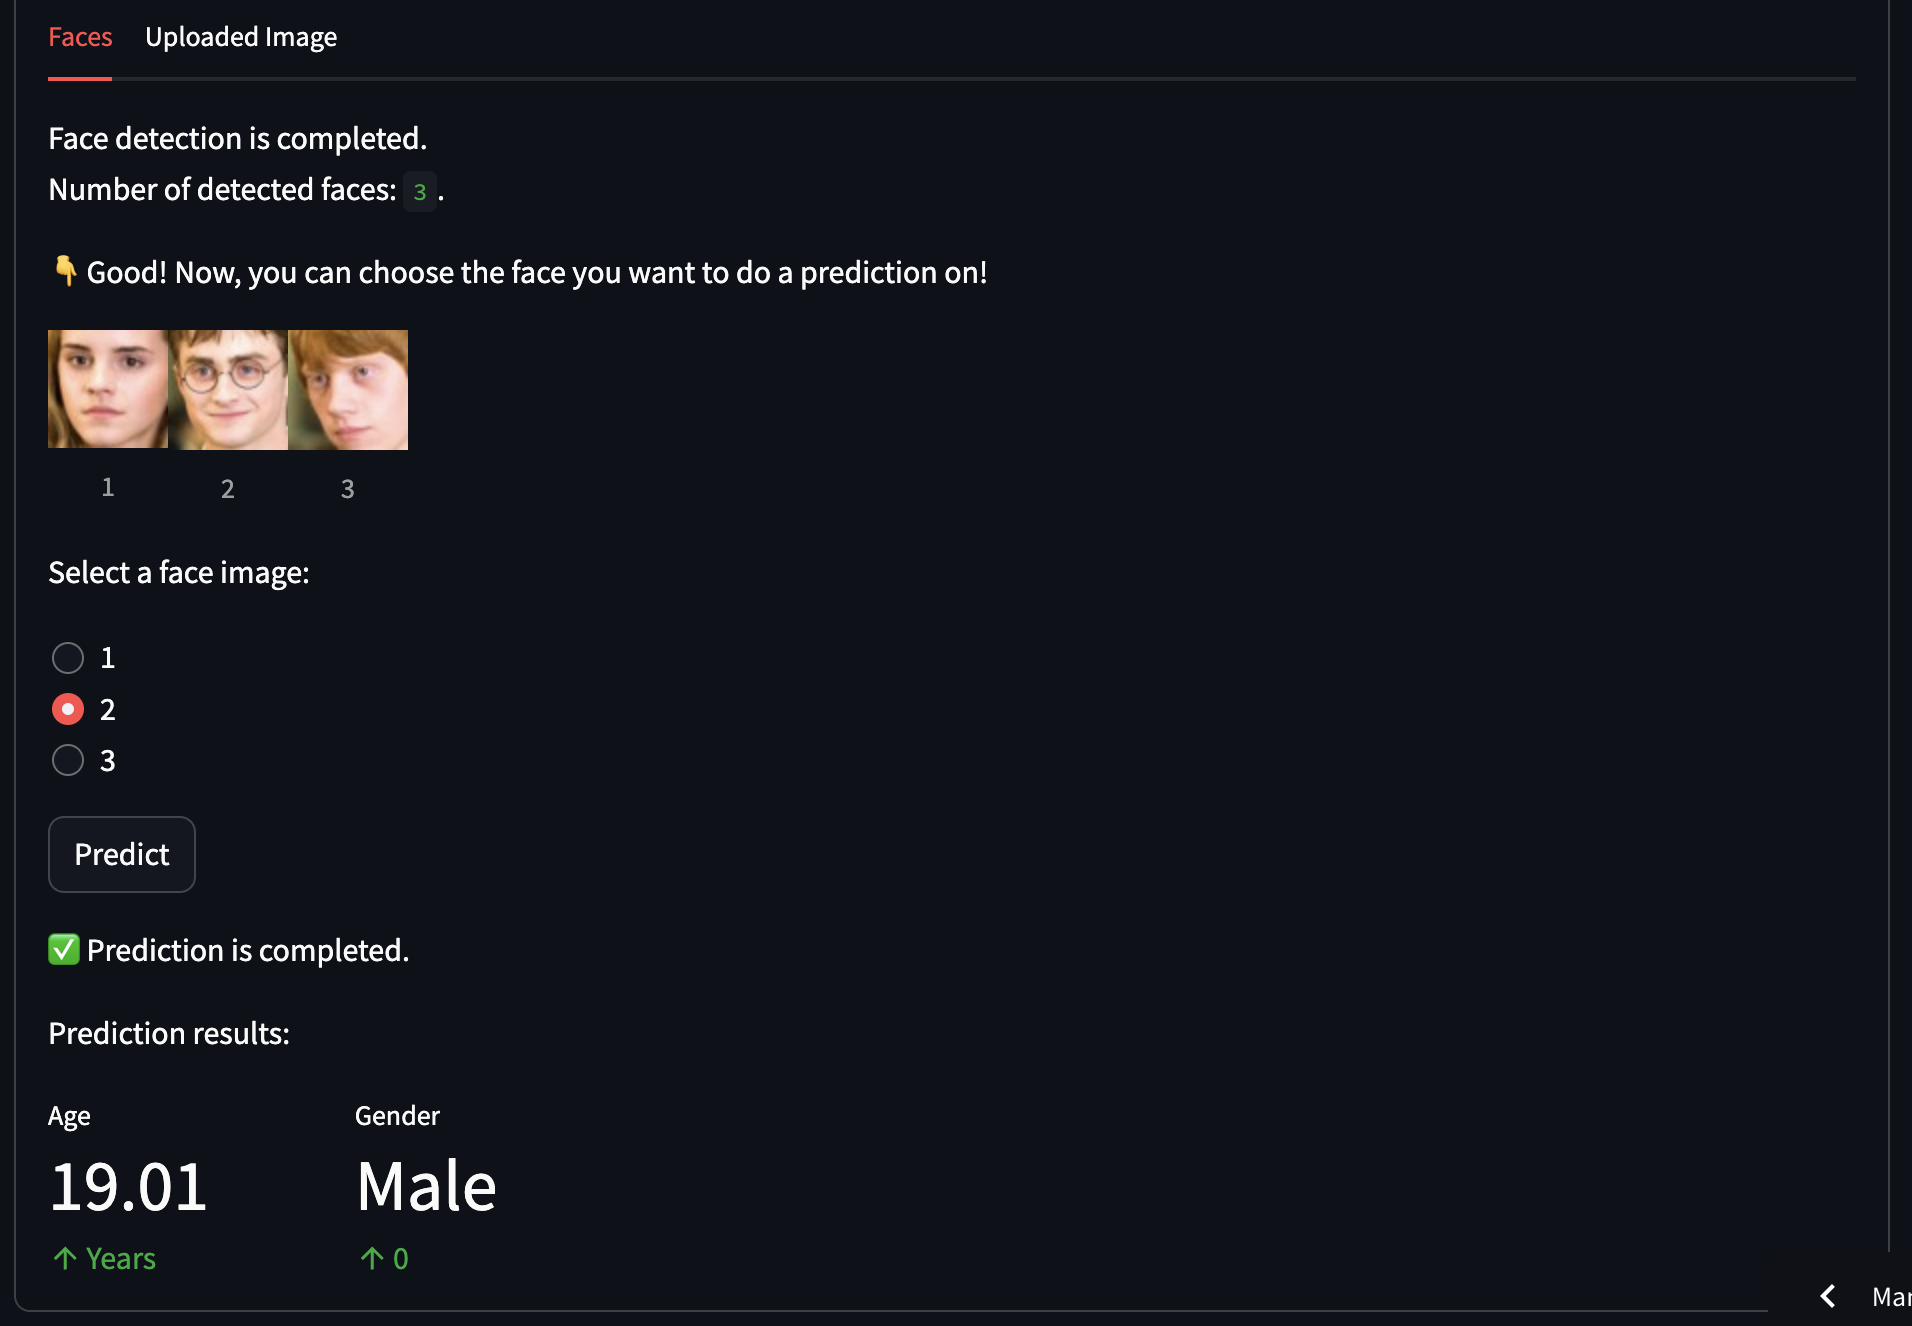 Faces Uploaded Image
Face detection is completed.
Number of detected faces: 3.
👇 Good! Now, you can choose the face you want to do a prediction on!
1 2 3
Select a face image:
1
2
3
Predict
✅ Prediction is completed.
Prediction results:
Age Gender
19.01 Male
↑ Years ↑ 0